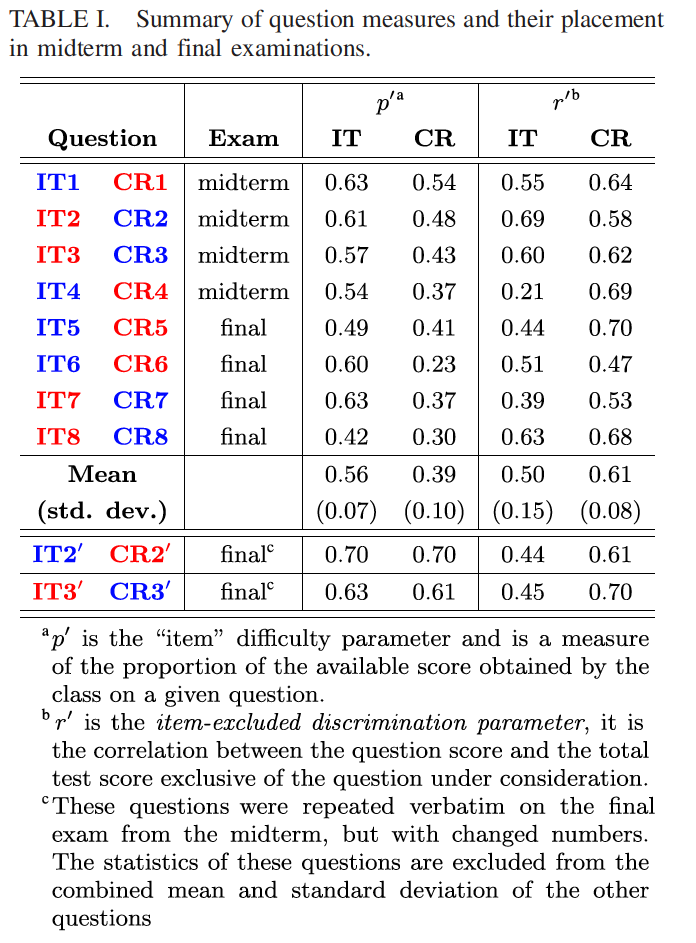 TABLE I. Summary of question measures and their placement
in midterm and final examinations.
p′ᵃ r′ᵇ
Question Exam IT CR IT CR
IT1 CR1 midterm 0.63 0.54 0.55 0.64
IT2 CR2 midterm 0.61 0.48 0.69 0.58
IT3 CR3 midterm 0.57 0.43 0.60 0.62
IT4 CR4 midterm 0.54 0.37 0.21 0.69
IT5 CR5 final 0.49 0.41 0.44 0.70
IT6 CR6 final 0.60 0.23 0.51 0.47
IT7 CR7 final 0.63 0.37 0.39 0.53
IT8 CR8 final 0.42 0.30 0.63 0.68
Mean 0.56 0.39 0.50 0.61
(std. dev.) (0.07) (0.10) (0.15) (0.08)
IT2′ CR2′ finalᶜ 0.70 0.70 0.44 0.61
IT3′ CR3′ finalᶜ 0.63 0.61 0.45 0.70
ᵃ p′ is the “item” difficulty parameter and is a measure
of the proportion of the available score obtained by the
class on a given question.
ᵇ r′ is the item-excluded discrimination parameter, it is
the correlation between the question score and the total
test score exclusive of the question under consideration.
ᶜ These questions were repeated verbatim on the final
exam from the midterm, but with changed numbers.
The statistics of these questions are excluded from the
combined mean and standard deviation of the other
questions